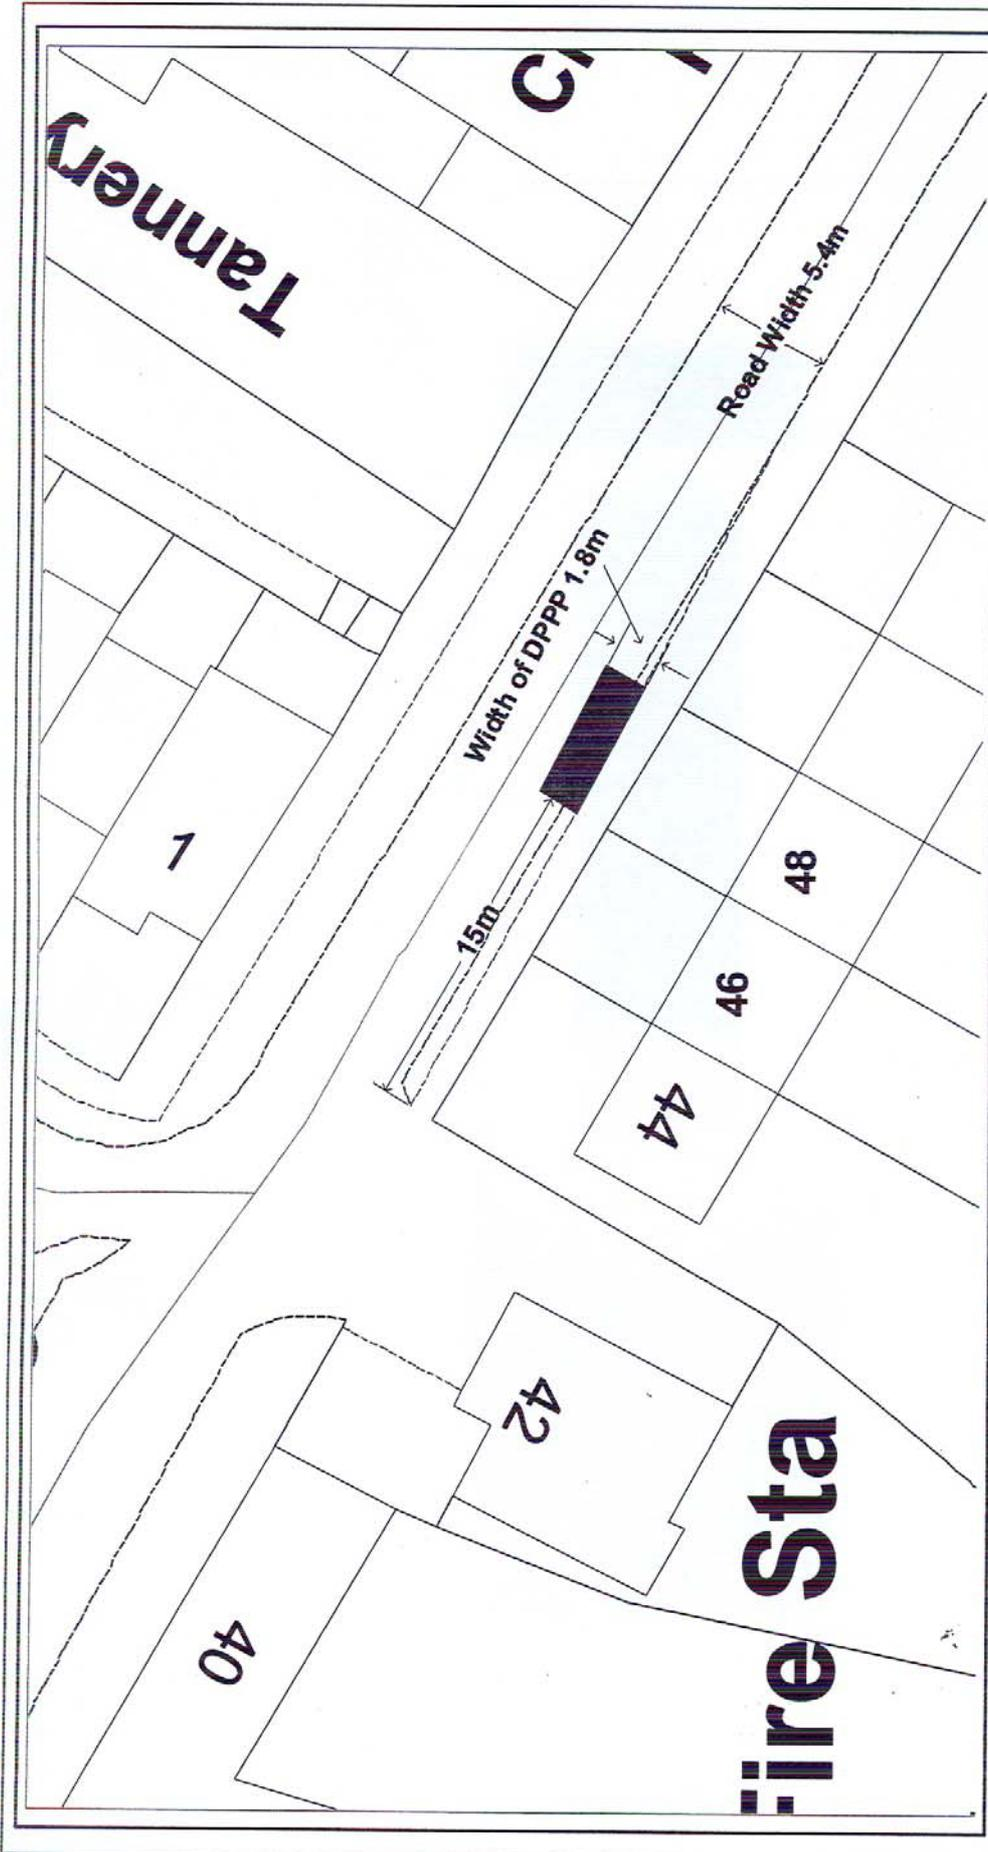 Tannery
Road Width 5.4m
Width of DPPP 1.8m
15m
1
48
46
44
42
40
Fire Sta